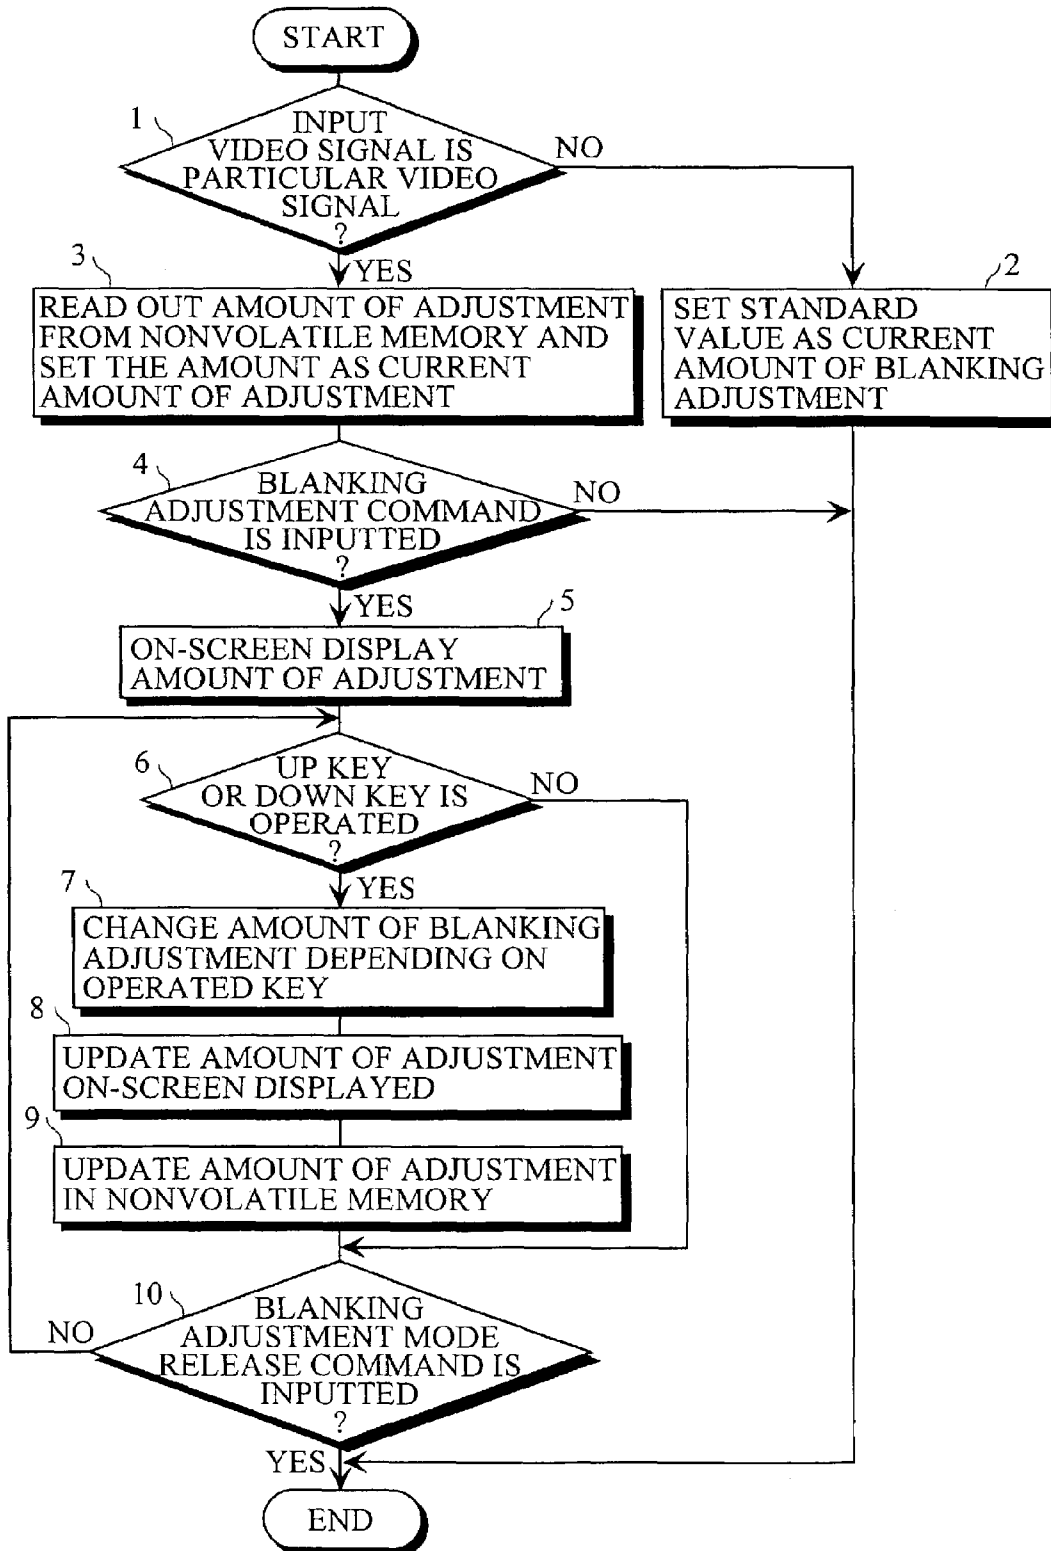 START
1
INPUT
VIDEO SIGNAL IS
PARTICULAR VIDEO
SIGNAL
?
NO
YES
3
READ OUT AMOUNT OF ADJUSTMENT
FROM NONVOLATILE MEMORY AND
SET THE AMOUNT AS CURRENT
AMOUNT OF ADJUSTMENT
2
SET STANDARD
VALUE AS CURRENT
AMOUNT OF BLANKING
ADJUSTMENT
4
BLANKING
ADJUSTMENT COMMAND
IS INPUTTED
?
NO
YES
5
ON-SCREEN DISPLAY
AMOUNT OF ADJUSTMENT
6
UP KEY
OR DOWN KEY IS
OPERATED
?
NO
YES
7
CHANGE AMOUNT OF BLANKING
ADJUSTMENT DEPENDING ON
OPERATED KEY
8
UPDATE AMOUNT OF ADJUSTMENT
ON-SCREEN DISPLAYED
9
UPDATE AMOUNT OF ADJUSTMENT
IN NONVOLATILE MEMORY
10
BLANKING
ADJUSTMENT MODE
RELEASE COMMAND IS
INPUTTED
?
NO
YES
END